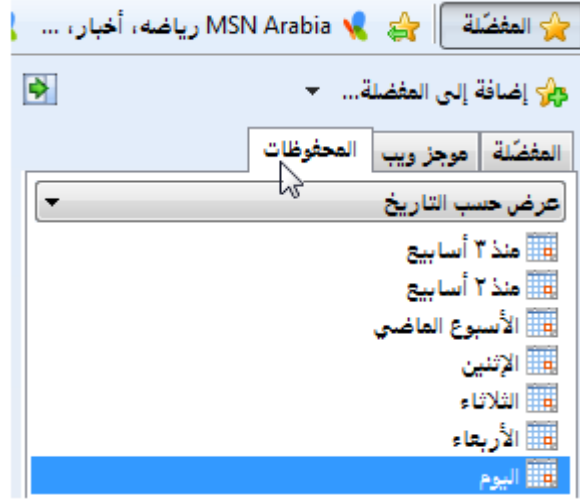 المفضّلة MSN Arabia رياضه، أخبار، ...
إضافة إلى المفضلة...
المفضّلة موجز ويب المحفوظات
عرض حسب التاريخ
منذ ٣ أسابيع
منذ ٢ أسابيع
الأسبوع الماضي
الإثنين
الثلاثاء
الأربعاء
اليوم